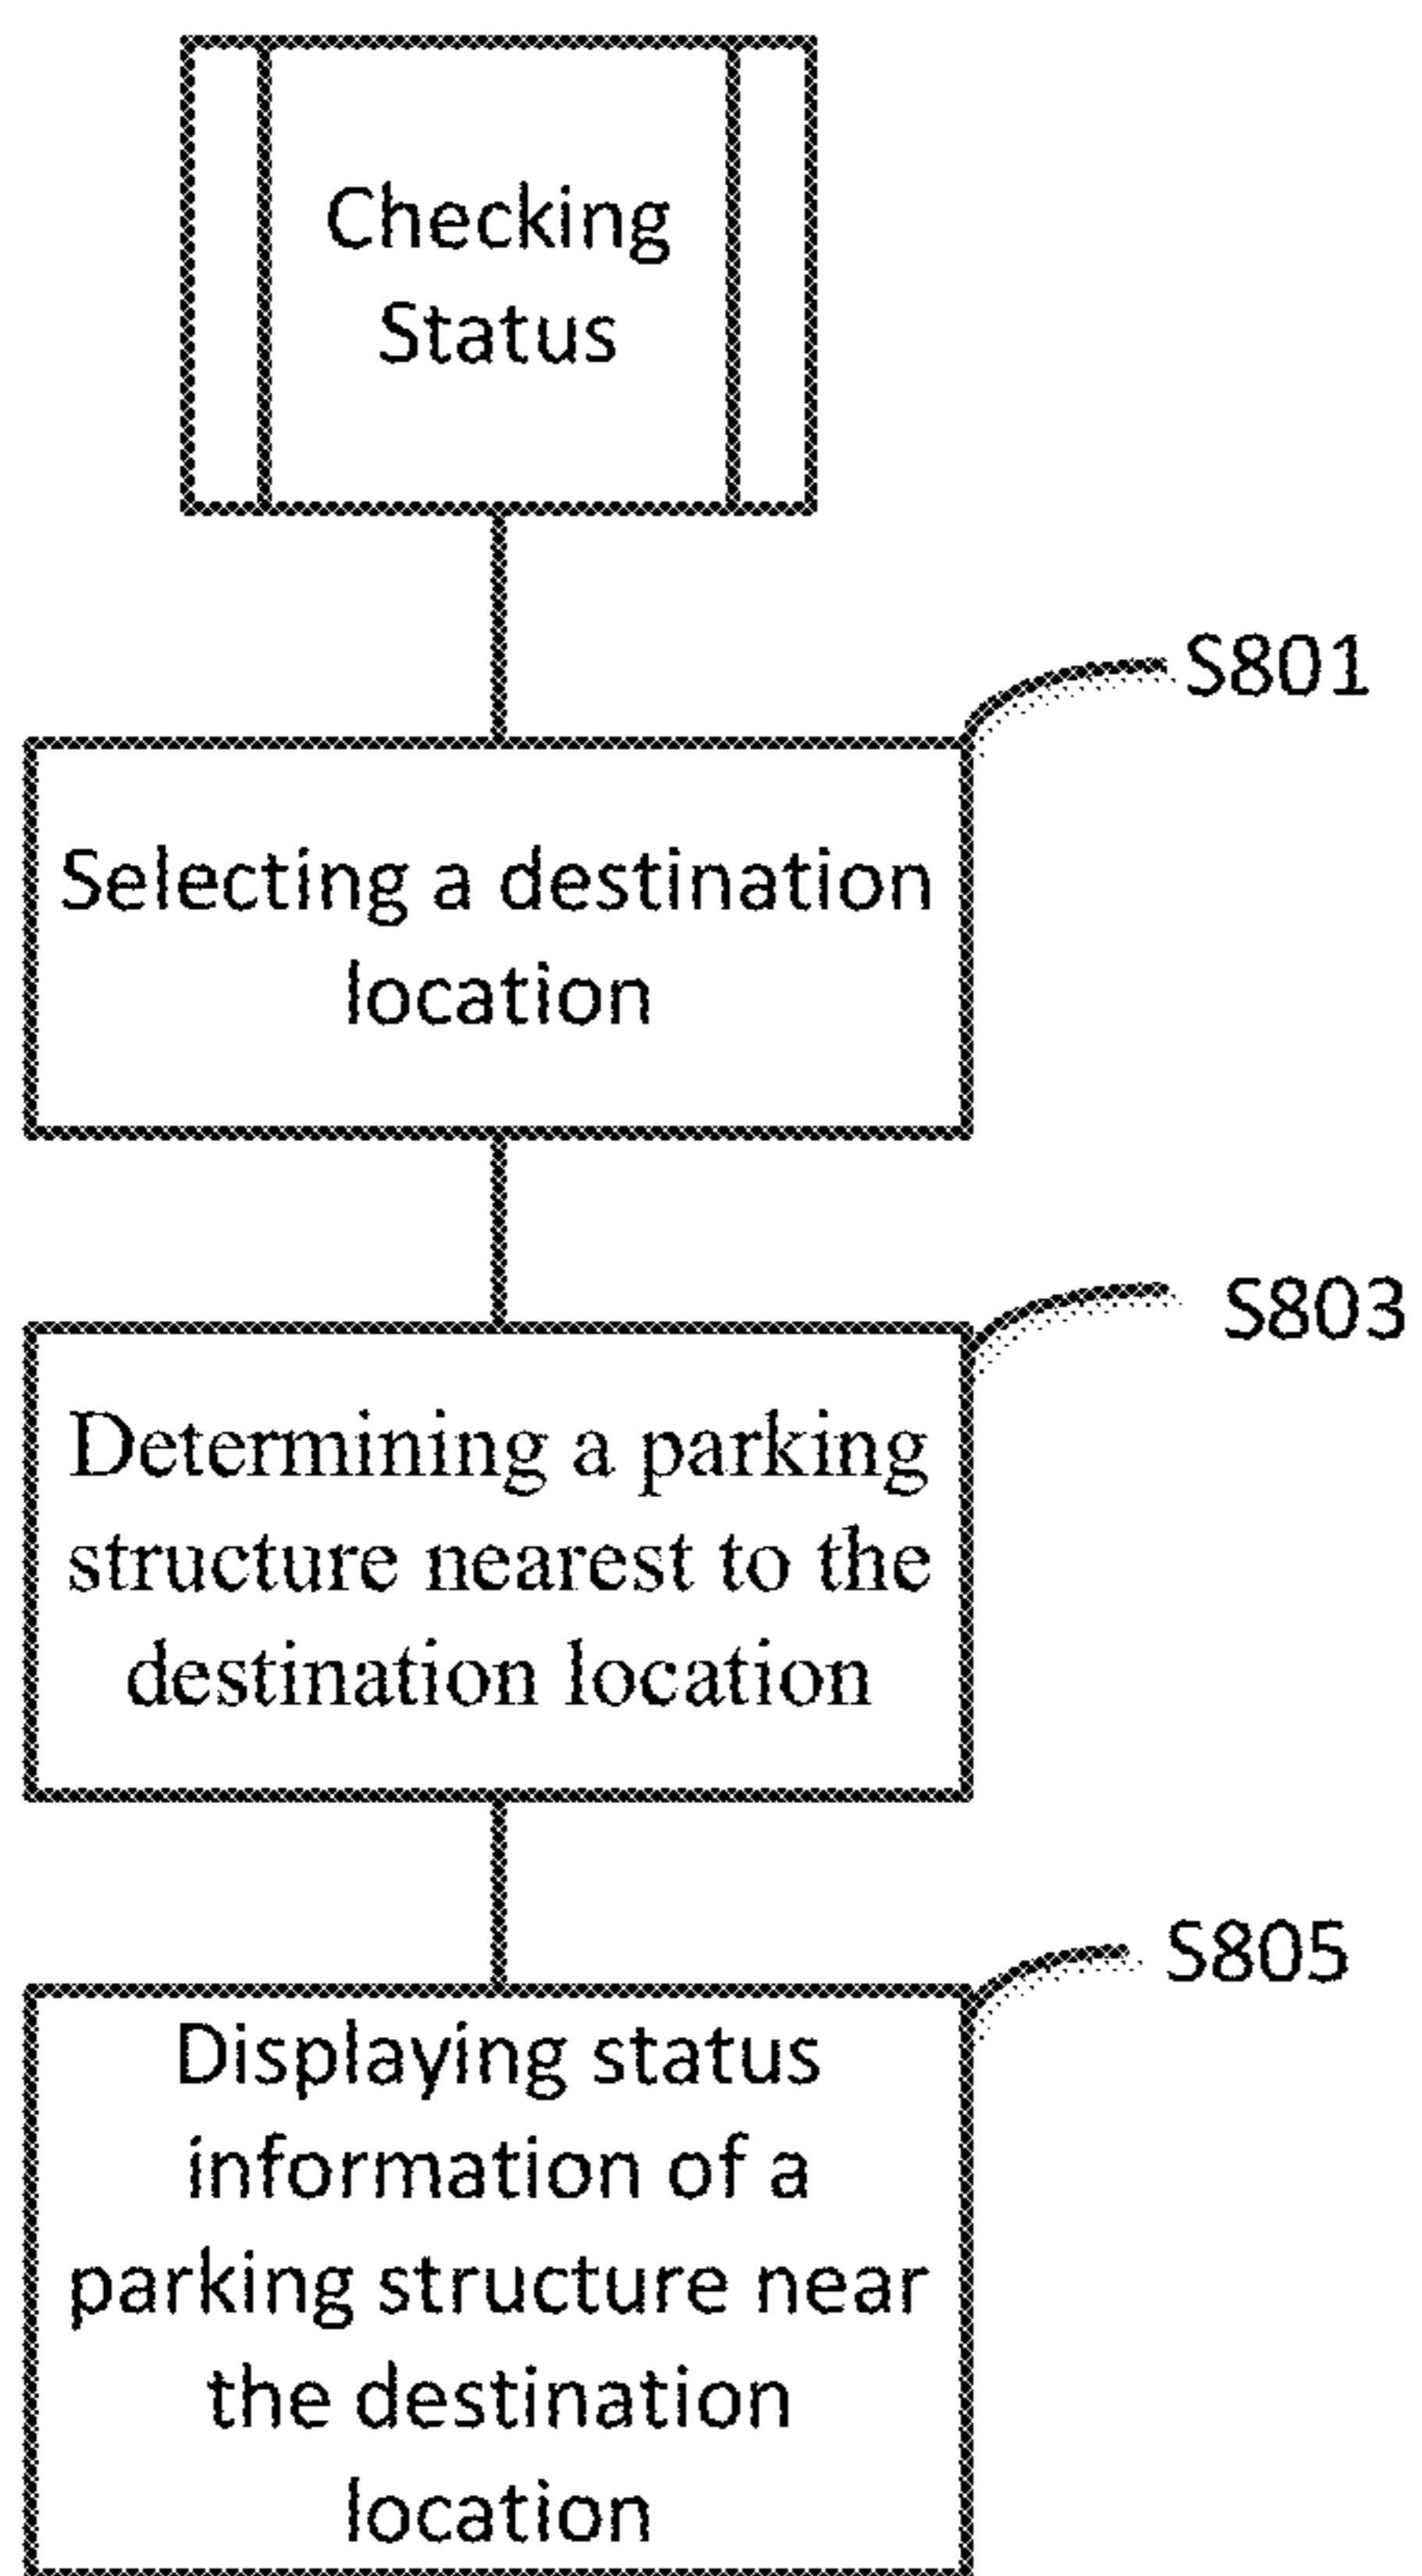 Checking
Status
S801
Selecting a destination
location
S803
Determining a parking
structure nearest to the
destination location
S805
Displaying status
information of a
parking structure near
the destination
location